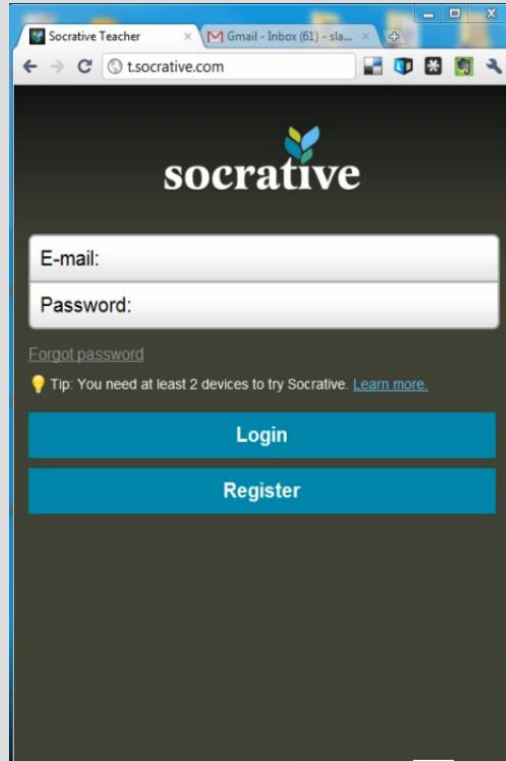 Socrative Teacher
Gmail - Inbox (61) - sla...
t.socrative.com
socrative
E-mail:
Password:
Forgot password
Tip: You need at least 2 devices to try Socrative. Learn more.
Login
Register